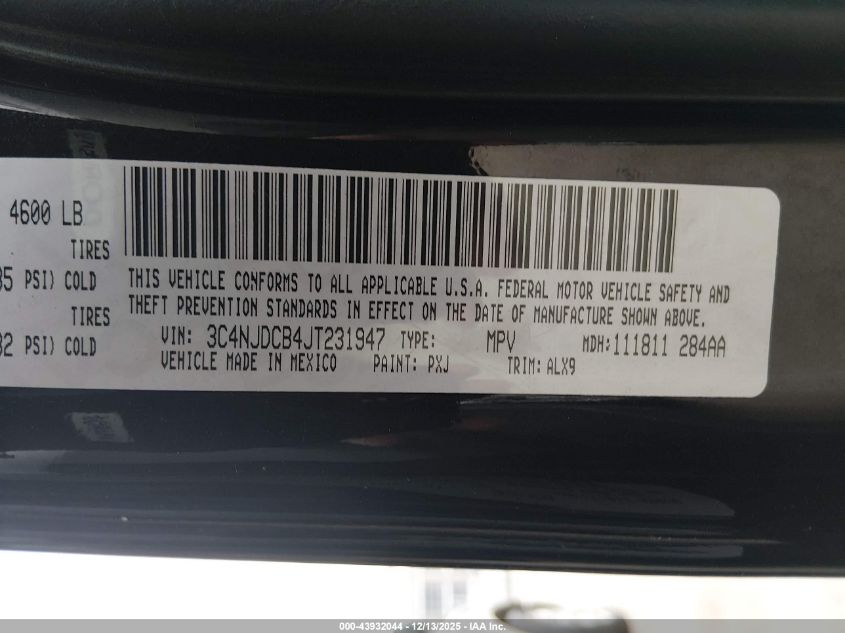 4600 LB
TIRES
35 PSI) COLD
TIRES
32 PSI) COLD
THIS VEHICLE CONFORMS TO ALL APPLICABLE U.S.A. FEDERAL MOTOR VEHICLE SAFETY AND
THEFT PREVENTION STANDARDS IN EFFECT ON THE DATE OF MANUFACTURE SHOWN ABOVE.
VIN: 3C4NJDCB4JT231947 TYPE: MPV MDH: 111811 284AA
VEHICLE MADE IN MEXICO PAINT: PXJ TRIM: ALX9
000-43932044 - 12/13/2025 - IAA Inc.